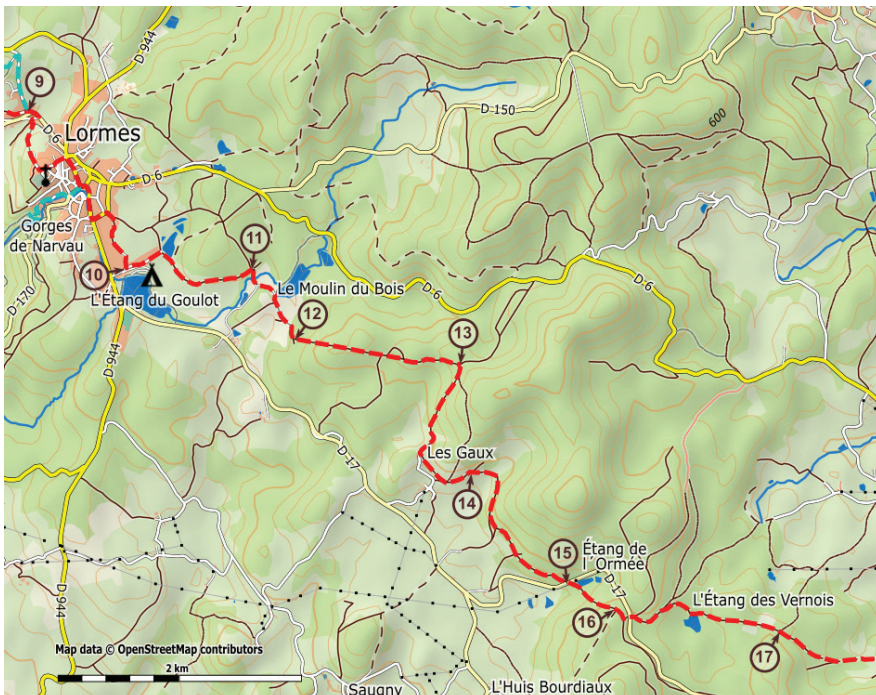 D-944
9
D 150
600
D-6
Lormes
D-6
Gorges
de Narvau
11
10
D-170
L'Étang du Goulot
Le Moulin du Bois
D-6
D-6
12
13
D-944
D-17
Les Gaux
14
15
Étang de
l´Ormée
D-17
D-944
16
L'Étang des Vernois
17
Map data © OpenStreetMap contributors
2 km
Saugny
L'Huis Bourdiaux